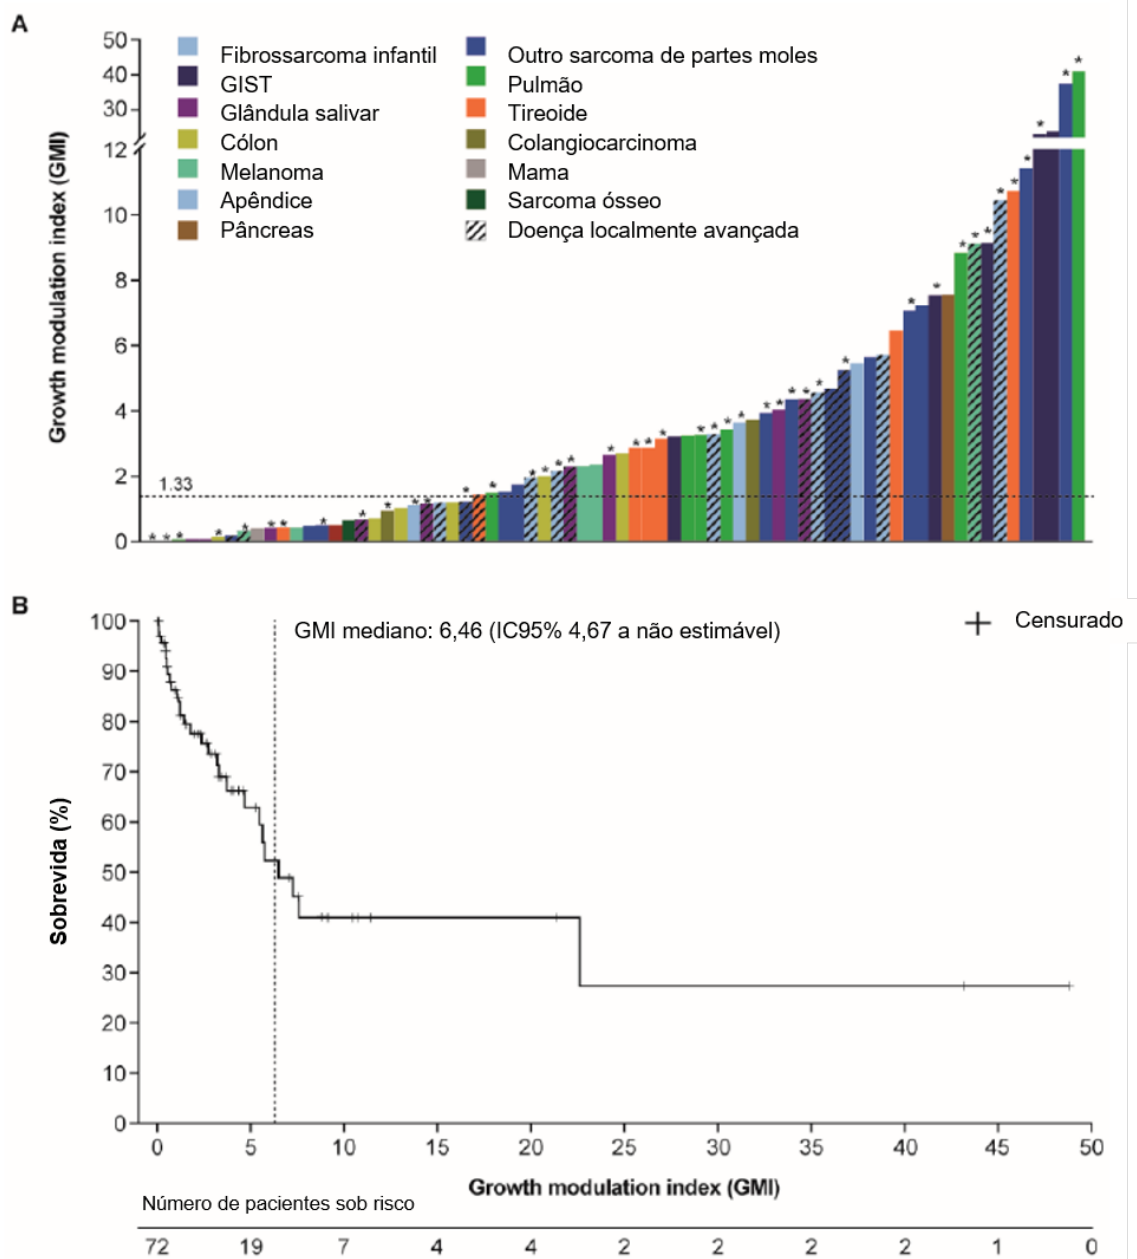 A
Growth modulation index (GMI)
50
40
30
12
10
8
6
4
2
0
1.33
Fibrossarcoma infantil
GIST
Glândula salivar
Cólon
Melanoma
Apêndice
Pâncreas
Outro sarcoma de partes moles
Pulmão
Tireoide
Colangiocarcinoma
Mama
Sarcoma ósseo
Doença localmente avançada
B
GMI mediano: 6,46 (IC95% 4,67 a não estimável)
Censurado
Sobrevida (%)
100
90
80
70
60
50
40
30
20
10
0
0 5 10 15 20 25 30 35 40 45 50
Growth modulation index (GMI)
Número de pacientes sob risco
72 19 7 4 4 2 2 2 2 1 0